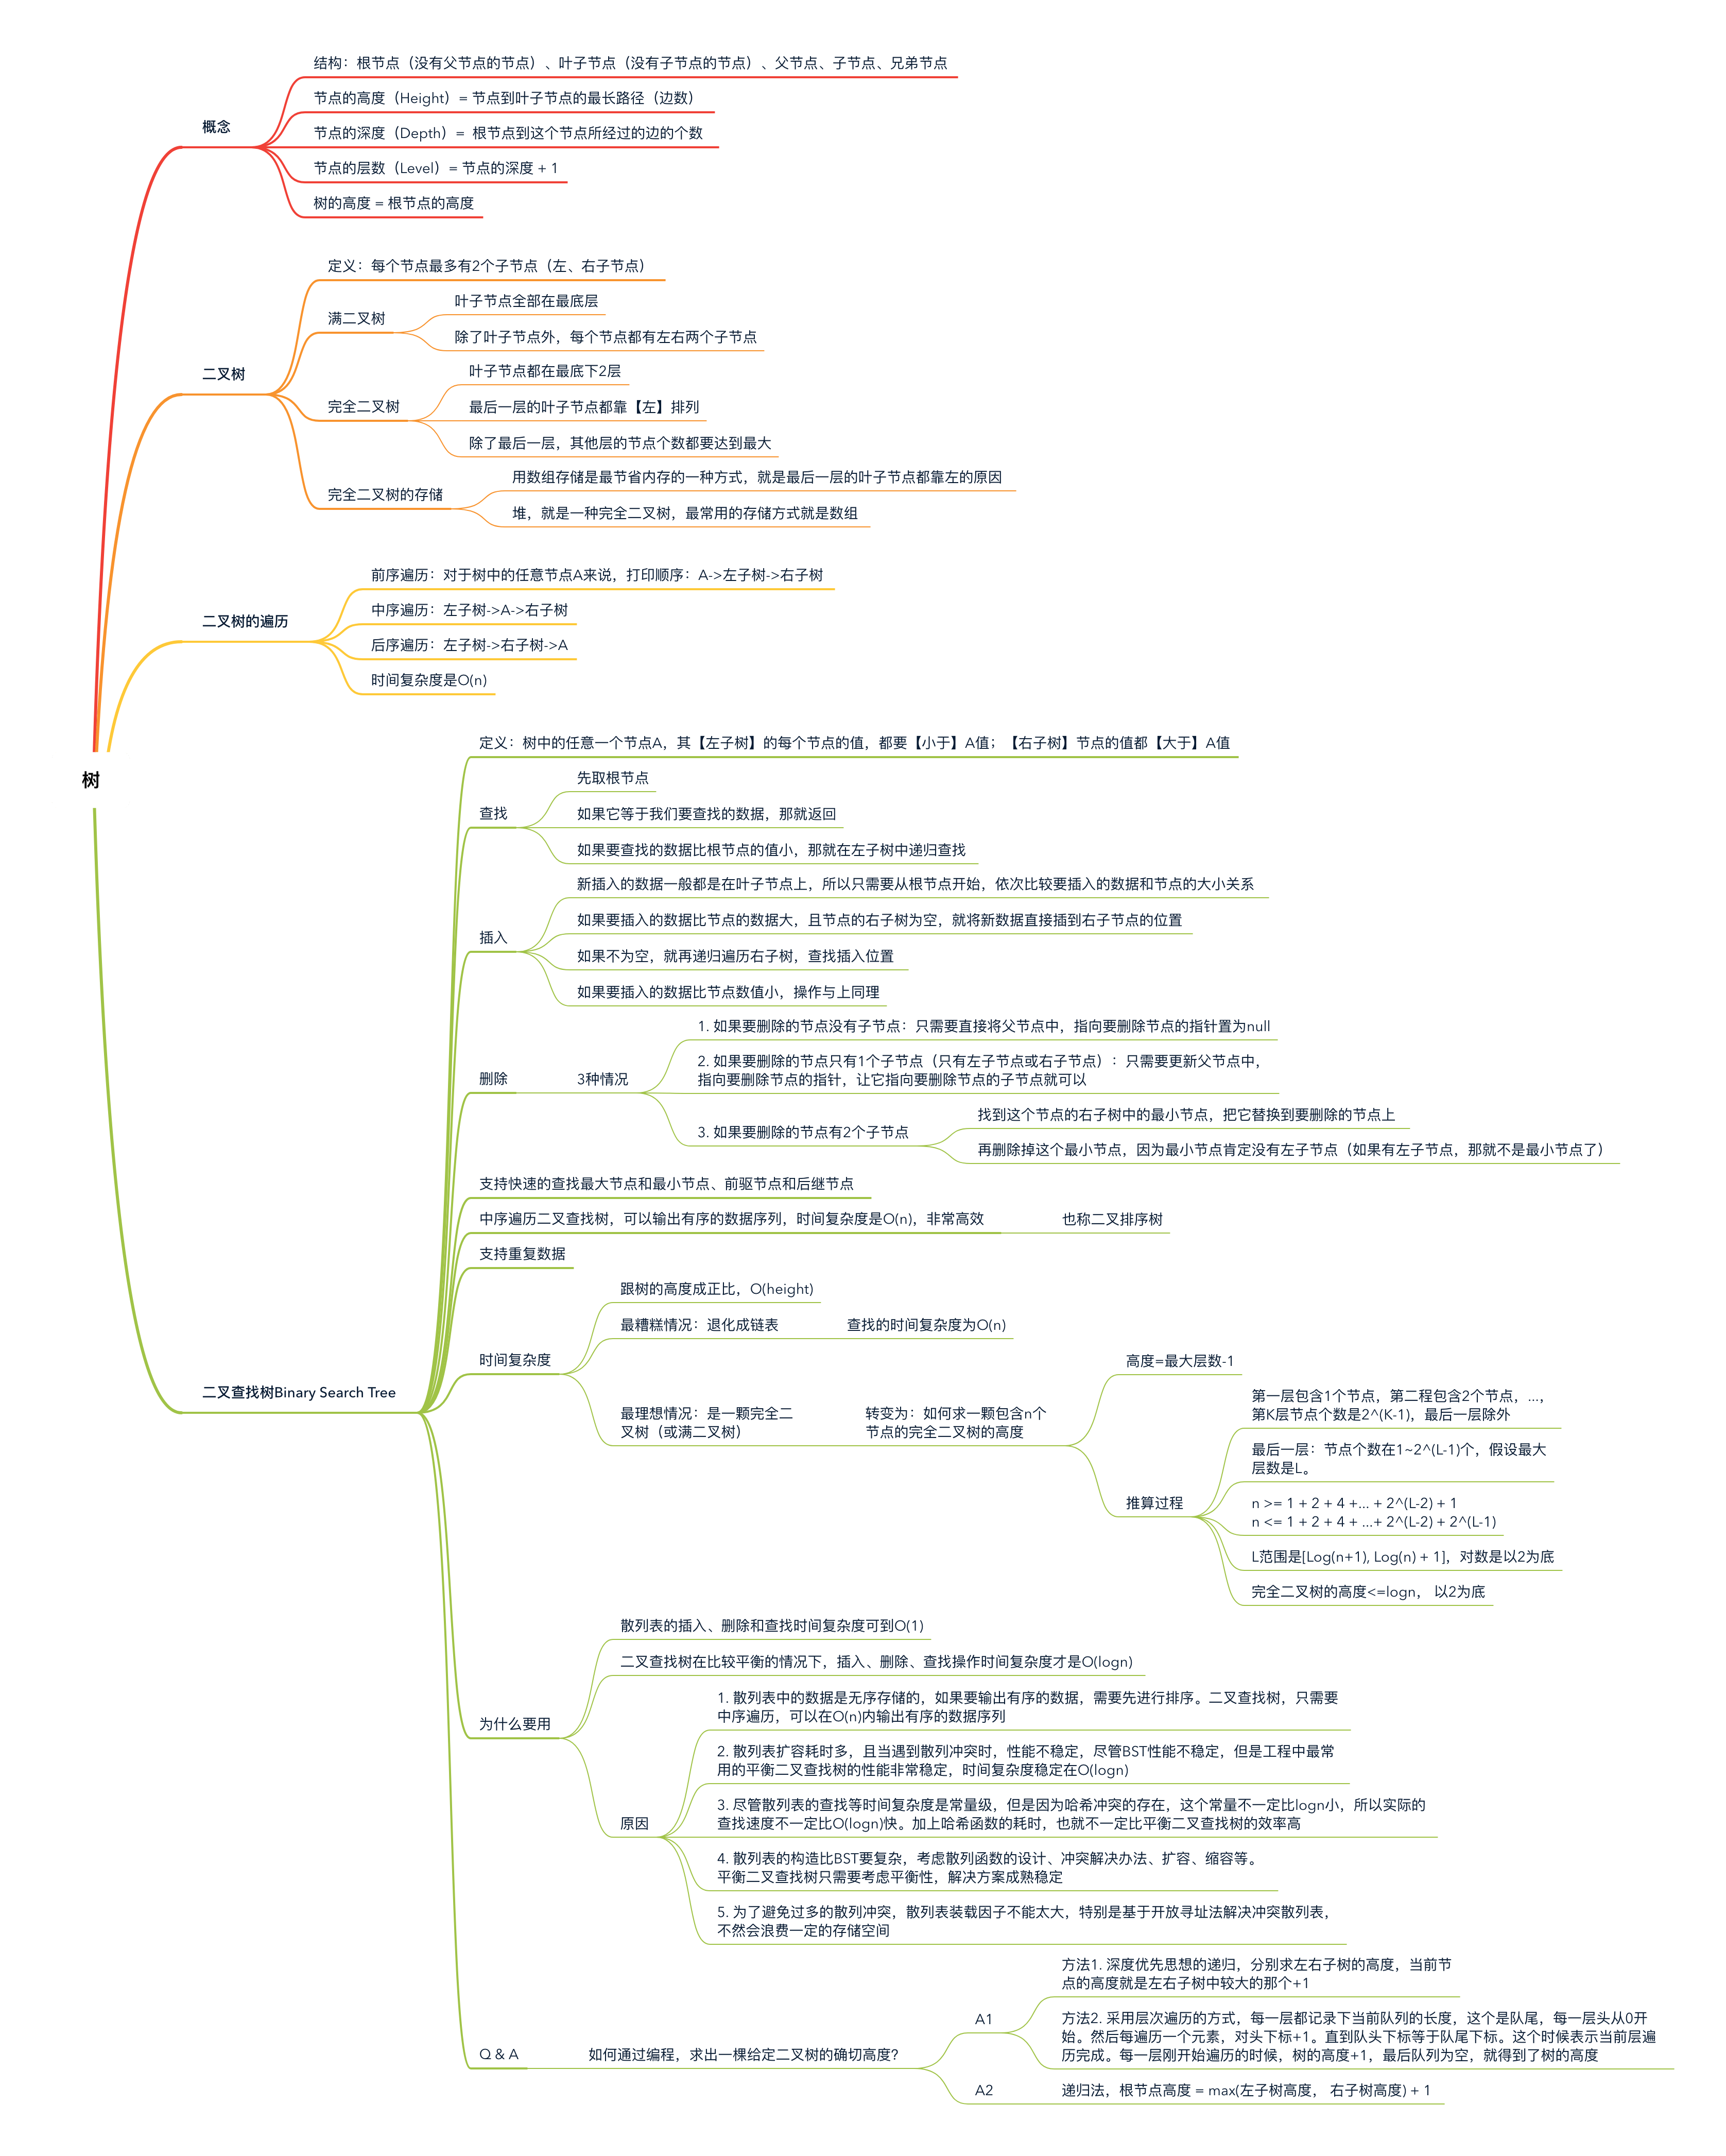 树
概念
结构：根节点（没有父节点的节点）、叶子节点（没有子节点的节点）、父节点、子节点、兄弟节点
节点的高度（Height）= 节点到叶子节点的最长路径（边数）
节点的深度（Depth）= 根节点到这个节点所经过的边的个数
节点的层数（Level）= 节点的深度 + 1
树的高度 = 根节点的高度
二叉树
定义：每个节点最多有2个子节点（左、右子节点）
满二叉树
叶子节点全部在最底层
除了叶子节点外，每个节点都有左右两个子节点
完全二叉树
叶子节点都在最底下2层
最后一层的叶子节点都靠【左】排列
除了最后一层，其他层的节点个数都要达到最大
完全二叉树的存储
用数组存储是最节省内存的一种方式，就是最后一层的叶子节点都靠左的原因
堆，就是一种完全二叉树，最常用的存储方式就是数组
二叉树的遍历
前序遍历：对于树中的任意节点A来说，打印顺序：A->左子树->右子树
中序遍历：左子树->A->右子树
后序遍历：左子树->右子树->A
时间复杂度是O(n)
二叉查找树Binary Search Tree
定义：树中的任意一个节点A，其【左子树】的每个节点的值，都要【小于】A值；【右子树】节点的值都【大于】A值
查找
先取根节点
如果它等于我们要查找的数据，那就返回
如果要查找的数据比根节点的值小，那就在左子树中递归查找
插入
新插入的数据一般都是在叶子节点上，所以只需要从根节点开始，依次比较要插入的数据和节点的大小关系
如果要插入的数据比节点的数据大，且节点的右子树为空，就将新数据直接插到右子节点的位置
如果不为空，就再递归遍历右子树，查找插入位置
如果要插入的数据比节点数值小，操作与上同理
删除
3种情况
1. 如果要删除的节点没有子节点：只需要直接将父节点中，指向要删除节点的指针置为null
2. 如果要删除的节点只有1个子节点（只有左子节点或右子节点）：只需要更新父节点中，
指向要删除节点的指针，让它指向要删除节点的子节点就可以
3. 如果要删除的节点有2个子节点
找到这个节点的右子树中的最小节点，把它替换到要删除的节点上
再删除掉这个最小节点，因为最小节点肯定没有左子节点（如果有左子节点，那就不是最小节点了）
支持快速的查找最大节点和最小节点、前驱节点和后继节点
中序遍历二叉查找树，可以输出有序的数据序列，时间复杂度是O(n)，非常高效
也称二叉排序树
支持重复数据
时间复杂度
跟树的高度成正比，O(height)
最糟糕情况：退化成链表
查找的时间复杂度为O(n)
最理想情况：是一颗完全二
叉树（或满二叉树）
转变为：如何求一颗包含n个
节点的完全二叉树的高度
高度=最大层数-1
推算过程
第一层包含1个节点，第二程包含2个节点，...，
第K层节点个数是2^(K-1)，最后一层除外
最后一层：节点个数在1~2^(L-1)个，假设最大
层数是L。
n >= 1 + 2 + 4 +... + 2^(L-2) + 1
n <= 1 + 2 + 4 + ...+ 2^(L-2) + 2^(L-1)
L范围是[Log(n+1), Log(n) + 1]，对数是以2为底
完全二叉树的高度<=logn， 以2为底
为什么要用
散列表的插入、删除和查找时间复杂度可到O(1)
二叉查找树在比较平衡的情况下，插入、删除、查找操作时间复杂度才是O(logn)
原因
1. 散列表中的数据是无序存储的，如果要输出有序的数据，需要先进行排序。二叉查找树，只需要
中序遍历，可以在O(n)内输出有序的数据序列
2. 散列表扩容耗时多，且当遇到散列冲突时，性能不稳定，尽管BST性能不稳定，但是工程中最常
用的平衡二叉查找树的性能非常稳定，时间复杂度稳定在O(logn)
3. 尽管散列表的查找等时间复杂度是常量级，但是因为哈希冲突的存在，这个常量不一定比logn小，所以实际的
查找速度不一定比O(logn)快。加上哈希函数的耗时，也就不一定比平衡二叉查找树的效率高
4. 散列表的构造比BST要复杂，考虑散列函数的设计、冲突解决办法、扩容、缩容等。
平衡二叉查找树只需要考虑平衡性，解决方案成熟稳定
5. 为了避免过多的散列冲突，散列表装载因子不能太大，特别是基于开放寻址法解决冲突散列表，
不然会浪费一定的存储空间
Q & A
如何通过编程，求出一棵给定二叉树的确切高度？
A1
方法1. 深度优先思想的递归，分别求左右子树的高度，当前节
点的高度就是左右子树中较大的那个+1
方法2. 采用层次遍历的方式，每一层都记录下当前队列的长度，这个是队尾，每一层头从0开
始。然后每遍历一个元素，对头下标+1。直到队头下标等于队尾下标。这个时候表示当前层遍
历完成。每一层刚开始遍历的时候，树的高度+1，最后队列为空，就得到了树的高度
A2
递归法，根节点高度 = max(左子树高度， 右子树高度) + 1